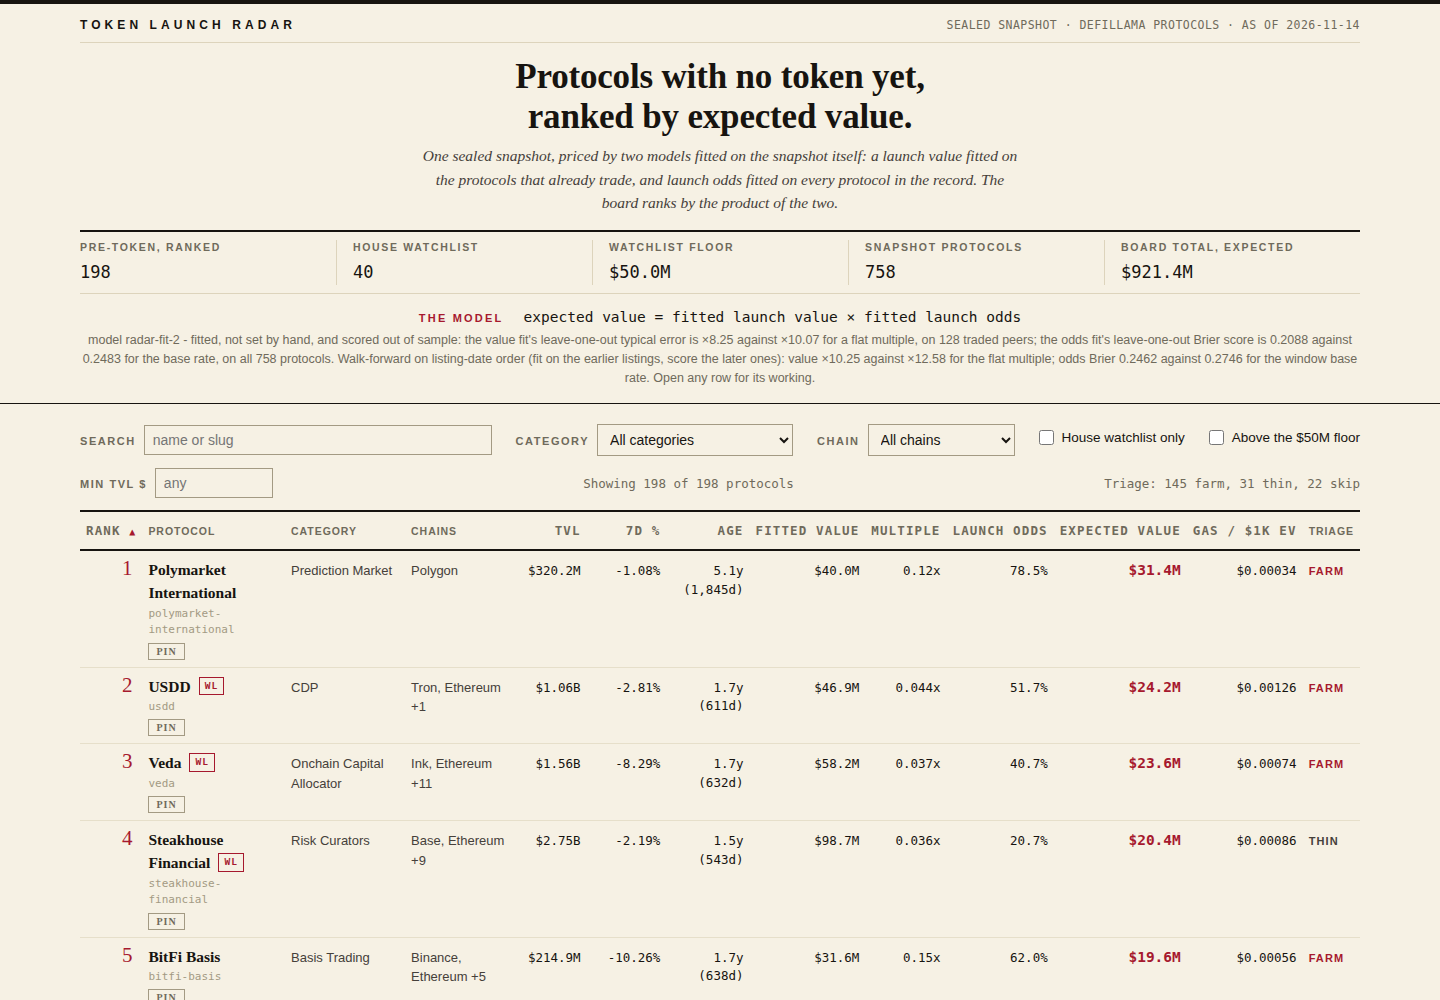 TOKEN LAUNCH RADAR
SEALED SNAPSHOT · DEFILLAMA PROTOCOLS · AS OF 2026-11-14
Protocols with no token yet,
ranked by expected value.
One sealed snapshot, priced by two models fitted on the snapshot itself: a launch value fitted on
the protocols that already trade, and launch odds fitted on every protocol in the record. The
board ranks by the product of the two.
PRE-TOKEN, RANKED HOUSE WATCHLIST WATCHLIST FLOOR SNAPSHOT PROTOCOLS BOARD TOTAL, EXPECTED
198 40 $50.0M 758 $921.4M
THE MODEL expected value = fitted launch value × fitted launch odds
model radar-fit-2 - fitted, not set by hand, and scored out of sample: the value fit's leave-one-out typical error is ×8.25 against ×10.07 for a flat multiple, on 128 traded peers; the odds fit's leave-one-out Brier score is 0.2088 against
0.2483 for the base rate, on all 758 protocols. Walk-forward on listing-date order (fit on the earlier listings, score the later ones): value ×10.25 against ×12.58 for the flat multiple; odds Brier 0.2462 against 0.2746 for the window base
rate. Open any row for its working.
SEARCH name or slug CATEGORY All categories CHAIN All chains House watchlist only Above the $50M floor
MIN TVL $ any Showing 198 of 198 protocols Triage: 145 farm, 31 thin, 22 skip
RANK ▲ PROTOCOL CATEGORY CHAINS TVL 7D % AGE FITTED VALUE MULTIPLE LAUNCH ODDS EXPECTED VALUE GAS / $1K EV TRIAGE
1 Polymarket Prediction Market Polygon $320.2M -1.08% 5.1y $40.0M 0.12x 78.5% $31.4M $0.00034 FARM
International (1,845d)
polymarket-
international
PIN
2 USDD WL CDP Tron, Ethereum $1.06B -2.81% 1.7y $46.9M 0.044x 51.7% $24.2M $0.00126 FARM
usdd +1 (611d)
PIN
3 Veda WL Onchain Capital Ink, Ethereum $1.56B -8.29% 1.7y $58.2M 0.037x 40.7% $23.6M $0.00074 FARM
veda Allocator +11 (632d)
PIN
4 Steakhouse Risk Curators Base, Ethereum $2.75B -2.19% 1.5y $98.7M 0.036x 20.7% $20.4M $0.00086 THIN
Financial WL +9 (543d)
steakhouse-
financial
PIN
5 BitFi Basis Basis Trading Binance, $214.9M -10.26% 1.7y $31.6M 0.15x 62.0% $19.6M $0.00056 FARM
bitfi-basis Ethereum +5 (638d)
PIN